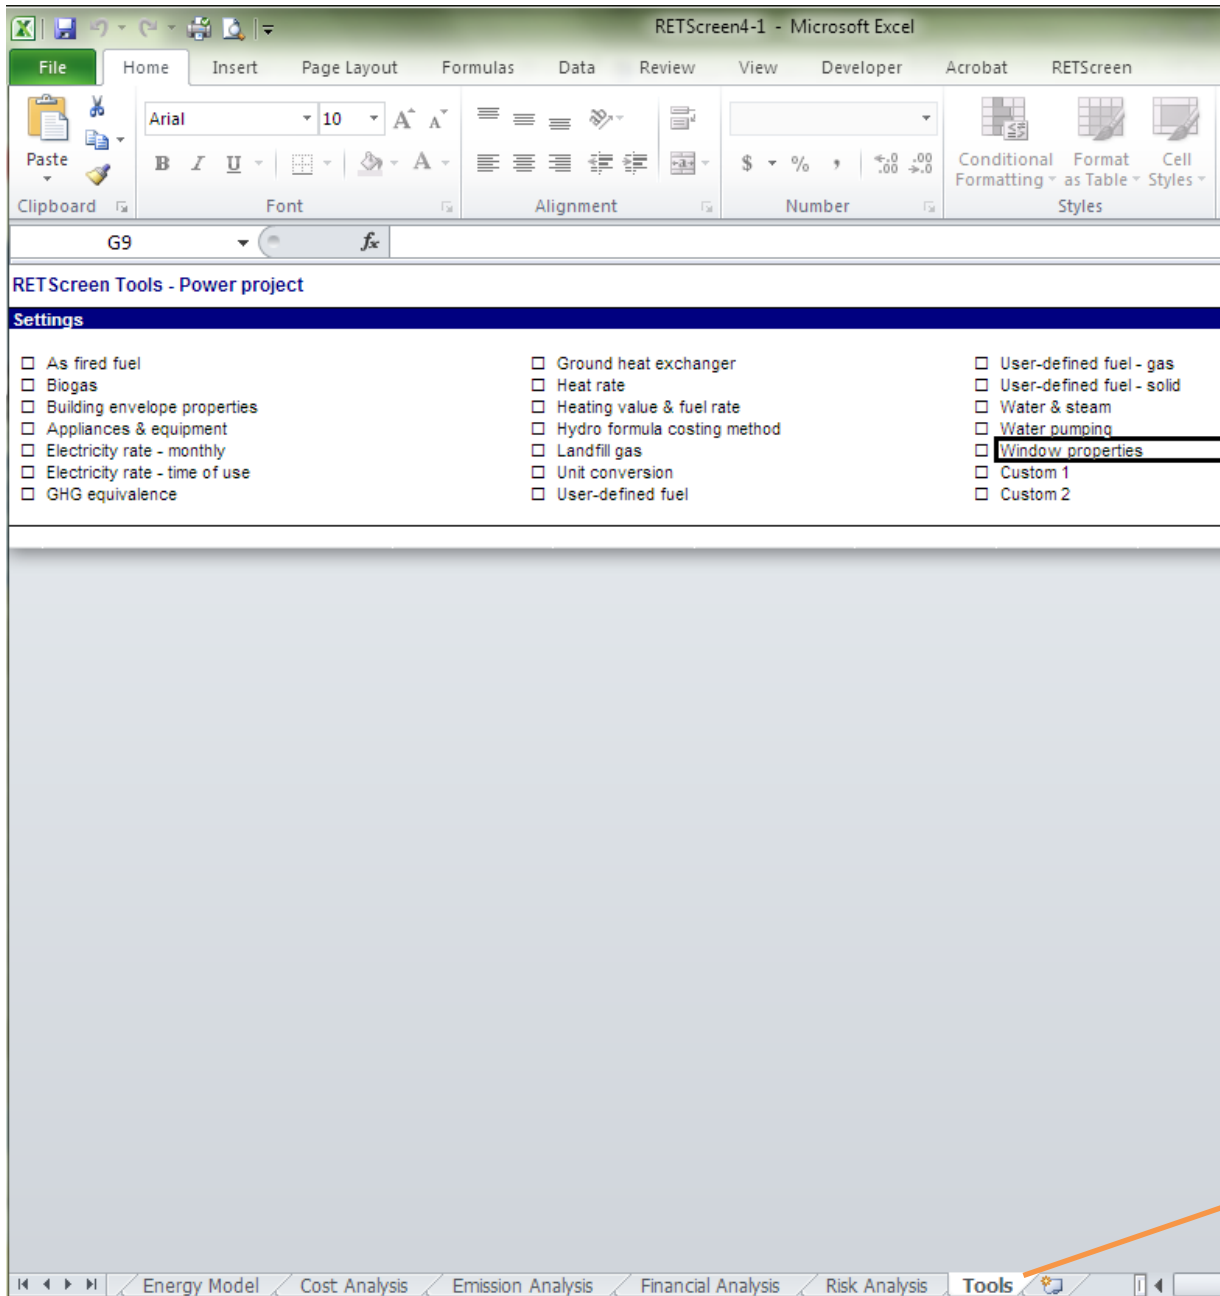 RETScreen4-1 - Microsoft Excel
File Home Insert Page Layout Formulas Data Review View Developer Acrobat RETScreen
Arial 10 A A
Paste B I U A $ % , .0 .00 .00 .0 Conditional Formatting Format as Table Cell Styles
Clipboard Font Alignment Number Styles
G9 fx
RETScreen Tools - Power project
Settings
As fired fuel
Biogas
Building envelope properties
Appliances & equipment
Electricity rate - monthly
Electricity rate - time of use
GHG equivalence
Ground heat exchanger
Heat rate
Heating value & fuel rate
Hydro formula costing method
Landfill gas
Unit conversion
User-defined fuel
User-defined fuel - gas
User-defined fuel - solid
Water & steam
Water pumping
Window properties
Custom 1
Custom 2
Energy Model Cost Analysis Emission Analysis Financial Analysis Risk Analysis Tools